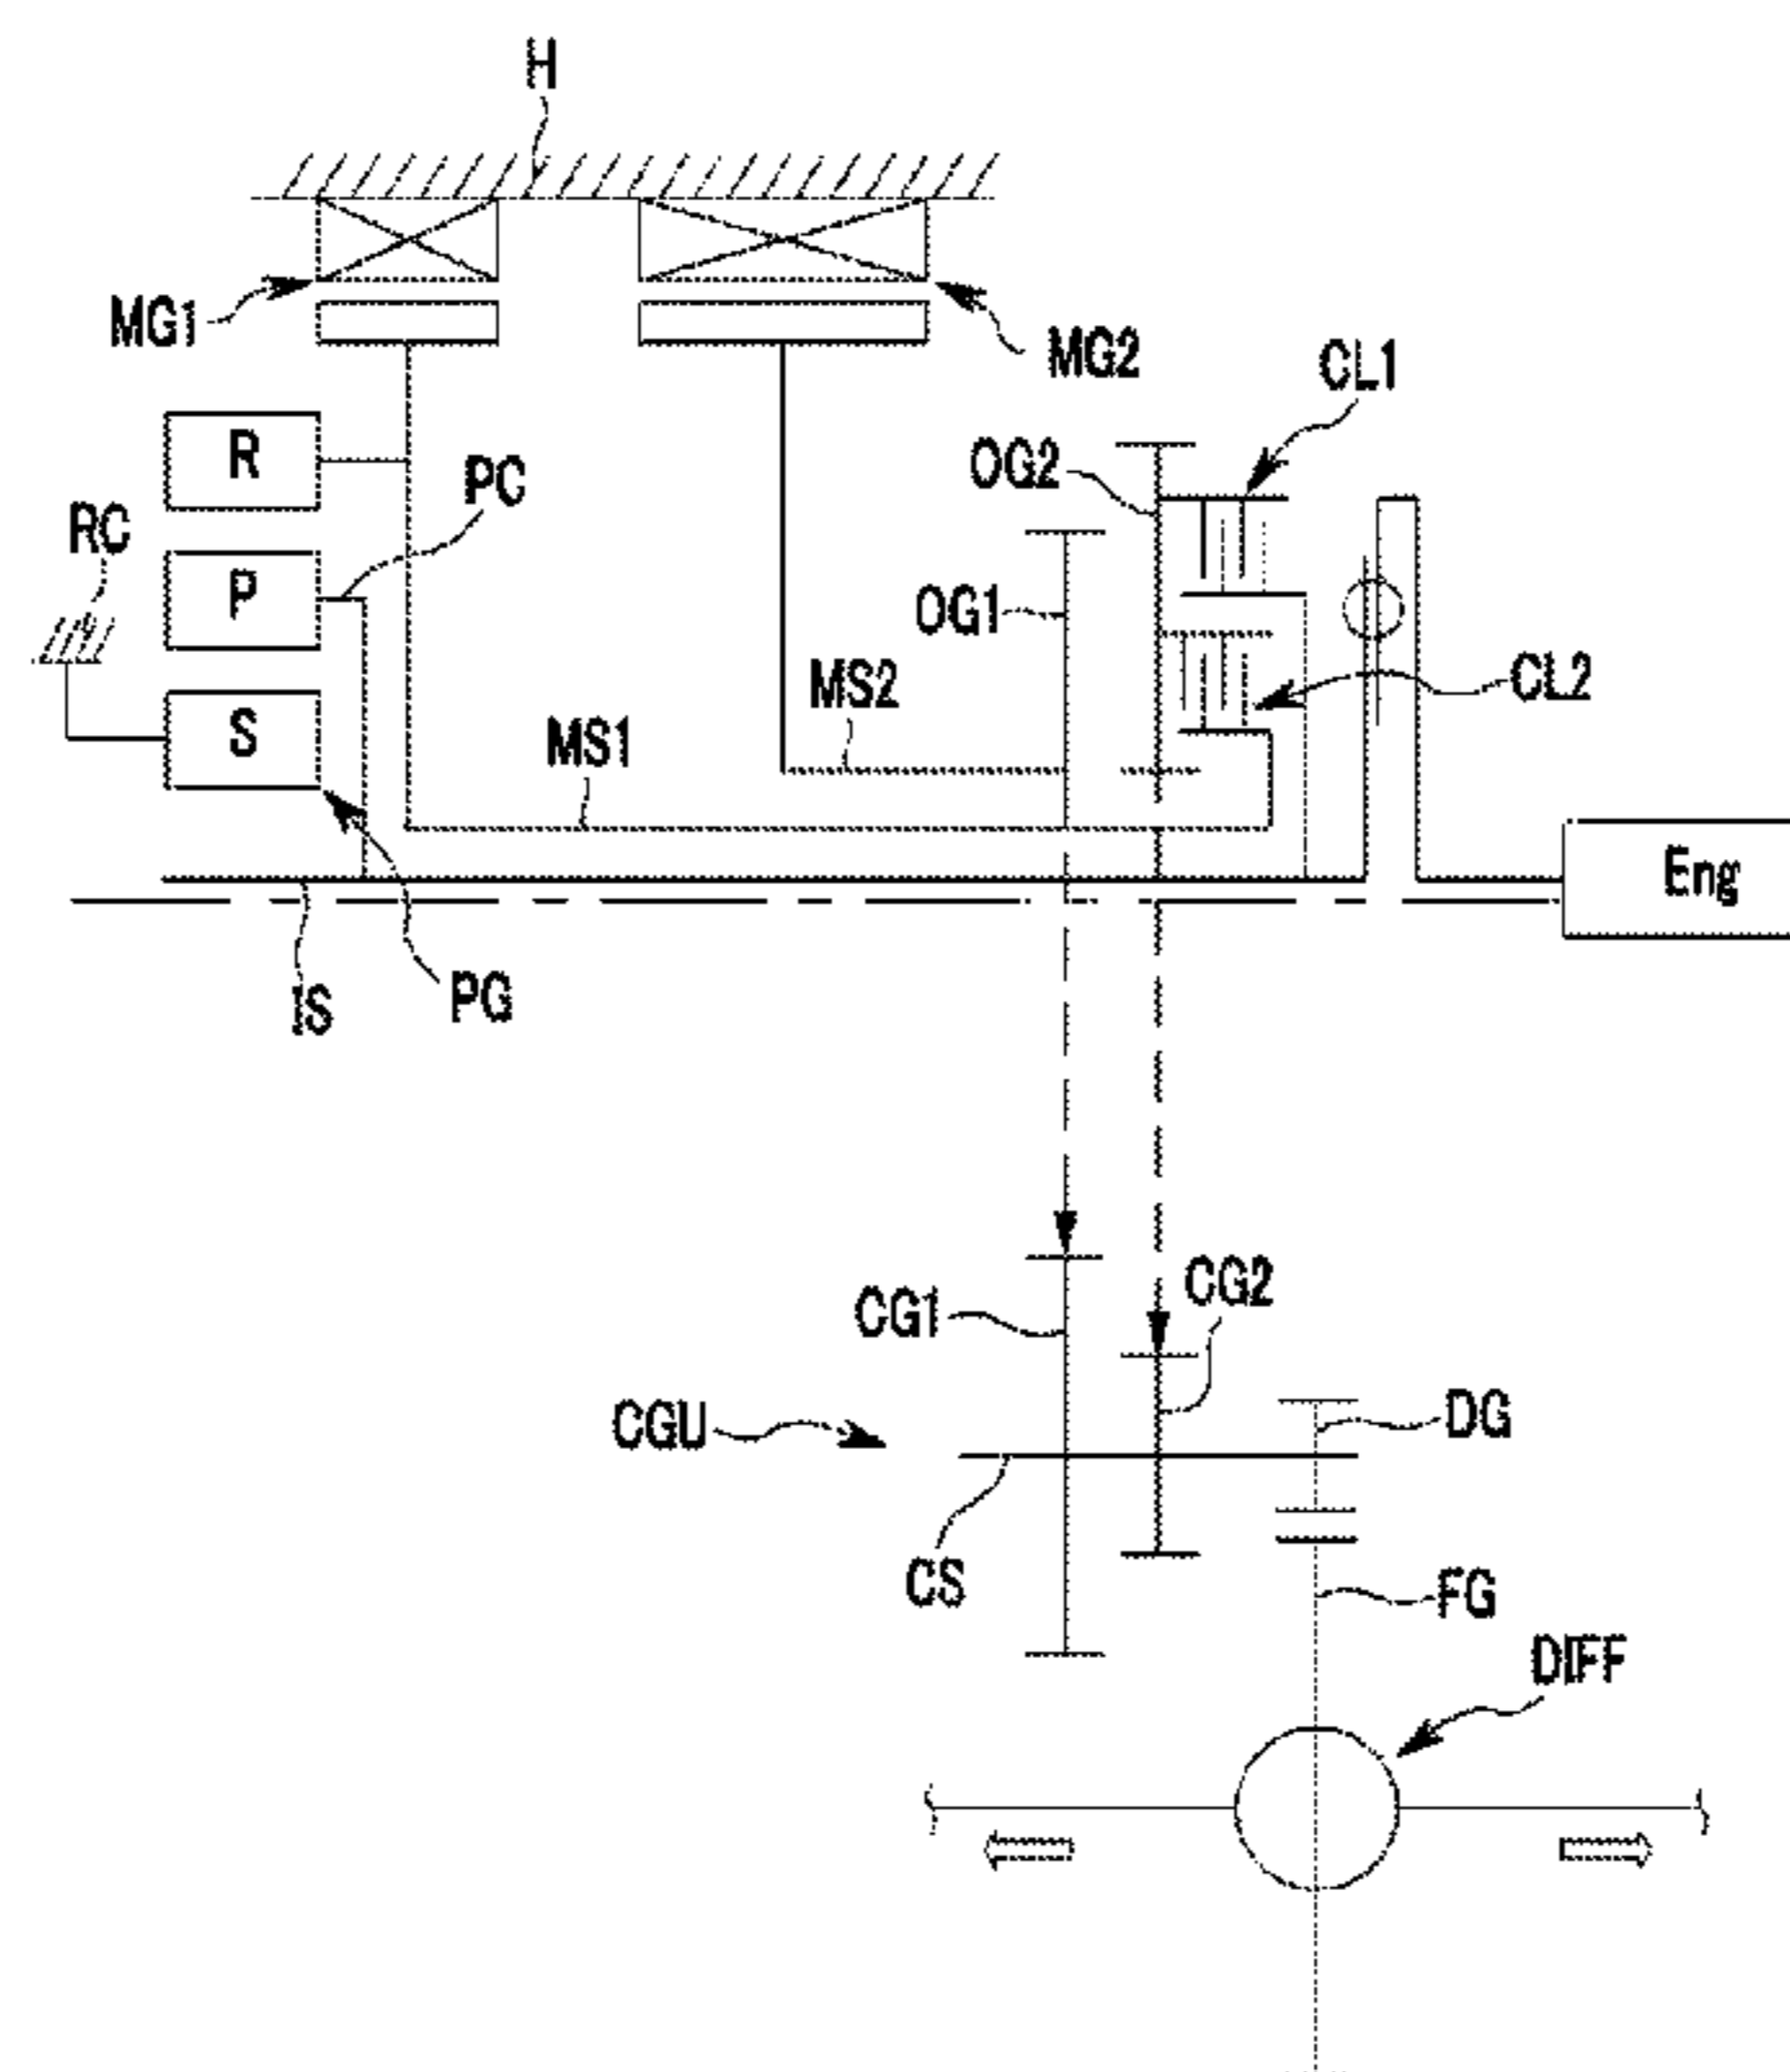 H
MG1
MG2
CL1
R
OG2
PC
RC
P
OG1
CL2
MS2
S
MS1
Eng
IS
PG
CG2
CG1
DG
CGU
CS
FG
DIFF